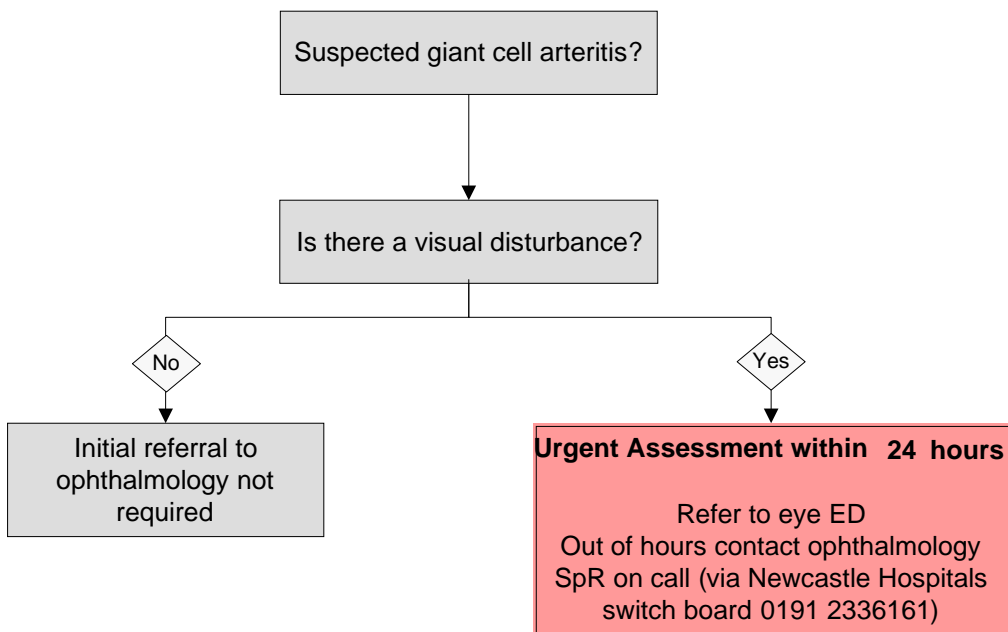 Suspected giant cell arteritis?
Is there a visual disturbance?
No
Yes
Initial referral to
ophthalmology not
required
Urgent Assessment within 24 hours
Refer to eye ED
Out of hours contact ophthalmology
SpR on call (via Newcastle Hospitals
switch board 0191 2336161)